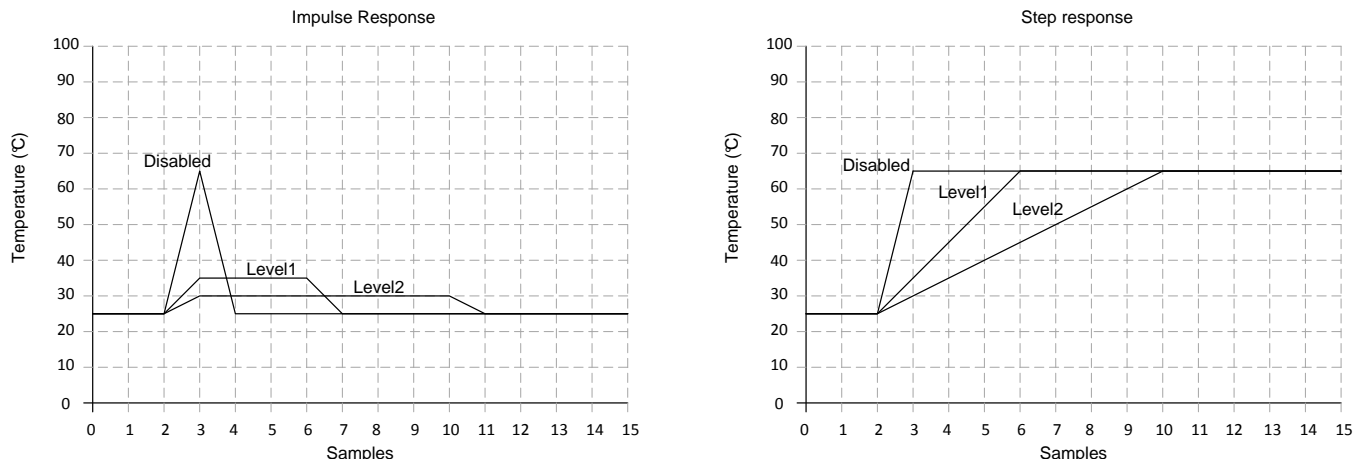 Impulse Response
100
90
80
70
60
50
40
30
20
10
0
Temperature (℃)
Disabled
Level1
Level2
0 1 2 3 4 5 6 7 8 9 10 11 12 13 14 15
Samples
Step response
100
90
80
70
60
50
40
30
20
10
0
Temperature (℃)
Disabled
Level1
Level2
0 1 2 3 4 5 6 7 8 9 10 11 12 13 14 15
Samples